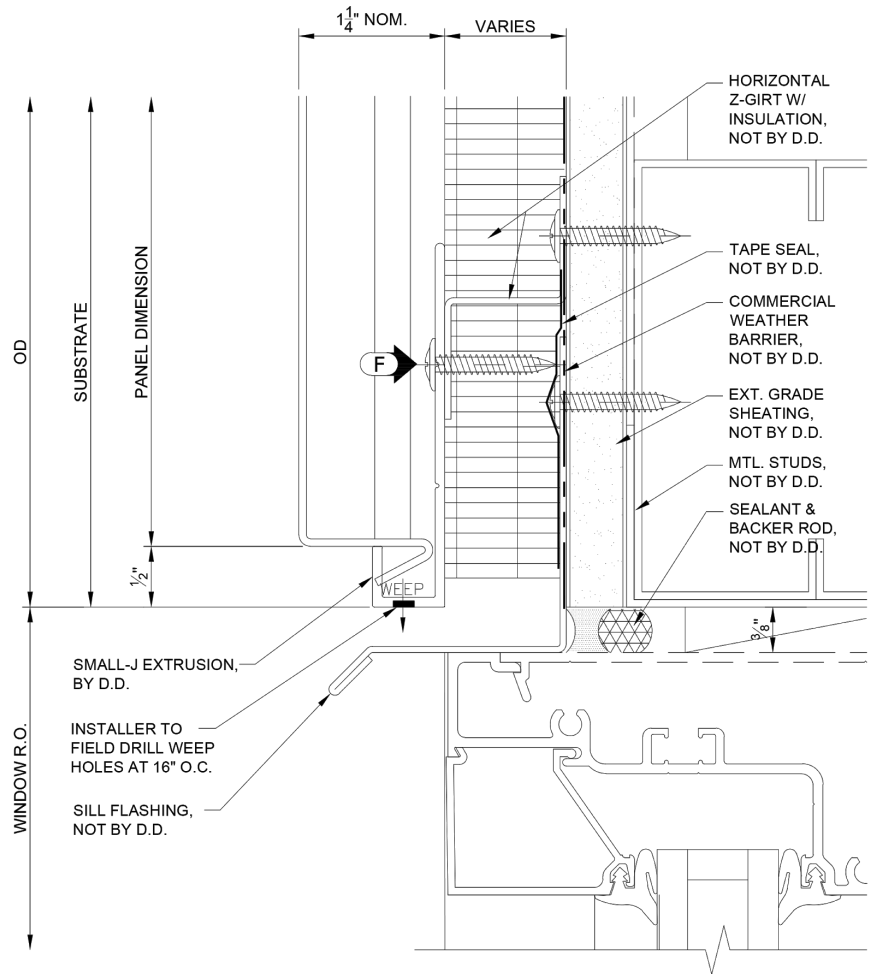 1 1/4" NOM.
VARIES
HORIZONTAL
Z-GIRT W/
INSULATION,
NOT BY D.D.
TAPE SEAL,
NOT BY D.D.
COMMERCIAL
WEATHER
BARRIER,
NOT BY D.D.
EXT. GRADE
SHEATING,
NOT BY D.D.
MTL. STUDS,
NOT BY D.D.
SEALANT &
BACKER ROD,
NOT BY D.D.
OD
SUBSTRATE
PANEL DIMENSION
F
1/2"
WEEP
3/8"
SMALL-J EXTRUSION,
BY D.D.
INSTALLER TO
FIELD DRILL WEEP
HOLES AT 16" O.C.
SILL FLASHING,
NOT BY D.D.
WINDOW R.O.